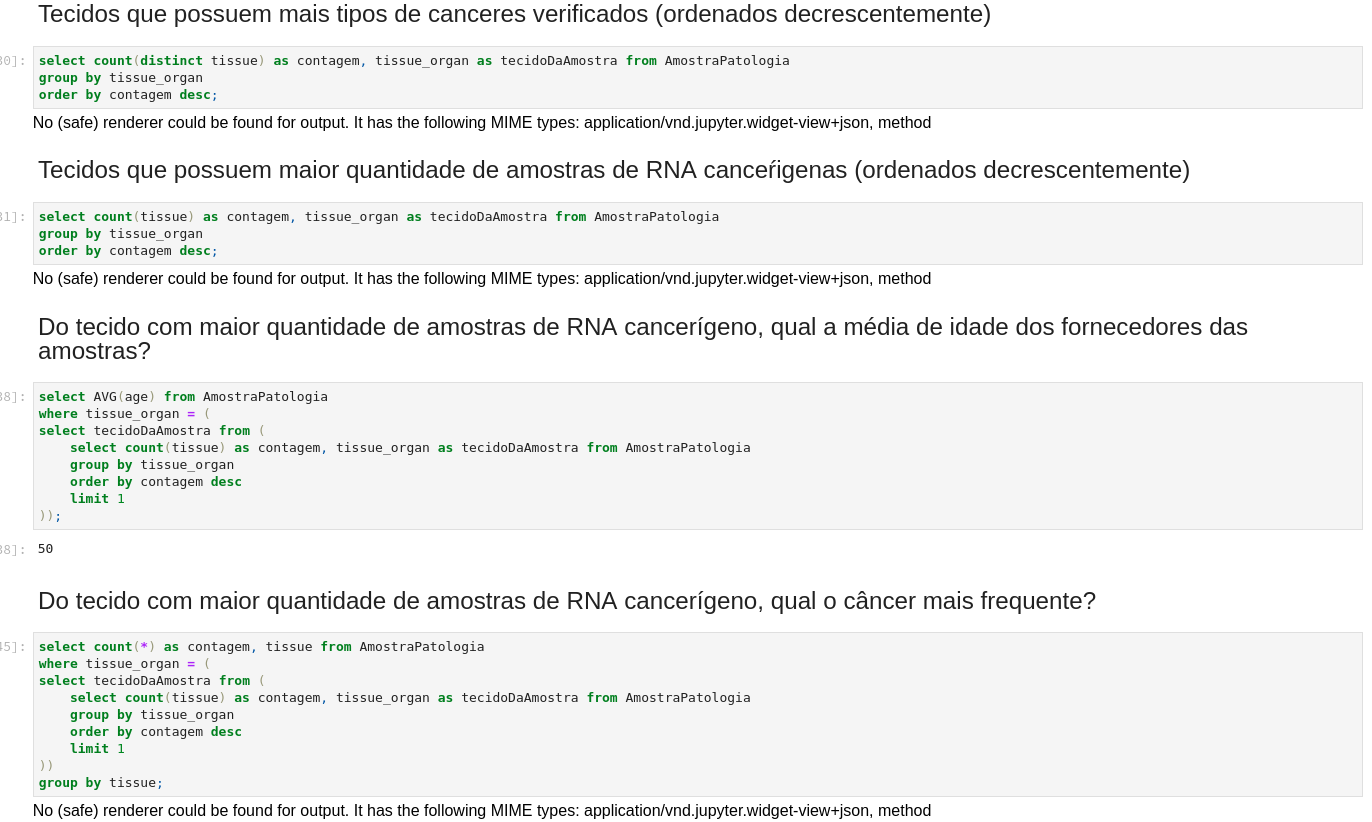 Tecidos que possuem mais tipos de canceres verificados (ordenados decrescentemente)
30]:
select count(distinct tissue) as contagem, tissue_organ as tecidoDaAmostra from AmostraPatologia
group by tissue_organ
order by contagem desc;
No (safe) renderer could be found for output. It has the following MIME types: application/vnd.jupyter.widget-view+json, method
Tecidos que possuem maior quantidade de amostras de RNA canceŕigenas (ordenados decrescentemente)
31]:
select count(tissue) as contagem, tissue_organ as tecidoDaAmostra from AmostraPatologia
group by tissue_organ
order by contagem desc;
No (safe) renderer could be found for output. It has the following MIME types: application/vnd.jupyter.widget-view+json, method
Do tecido com maior quantidade de amostras de RNA cancerígeno, qual a média de idade dos fornecedores das
amostras?
38]:
select AVG(age) from AmostraPatologia
where tissue_organ = (
select tecidoDaAmostra from (
    select count(tissue) as contagem, tissue_organ as tecidoDaAmostra from AmostraPatologia
    group by tissue_organ
    order by contagem desc
    limit 1
));
38]: 50
Do tecido com maior quantidade de amostras de RNA cancerígeno, qual o câncer mais frequente?
45]:
select count(*) as contagem, tissue from AmostraPatologia
where tissue_organ = (
select tecidoDaAmostra from (
    select count(tissue) as contagem, tissue_organ as tecidoDaAmostra from AmostraPatologia
    group by tissue_organ
    order by contagem desc
    limit 1
))
group by tissue;
No (safe) renderer could be found for output. It has the following MIME types: application/vnd.jupyter.widget-view+json, method